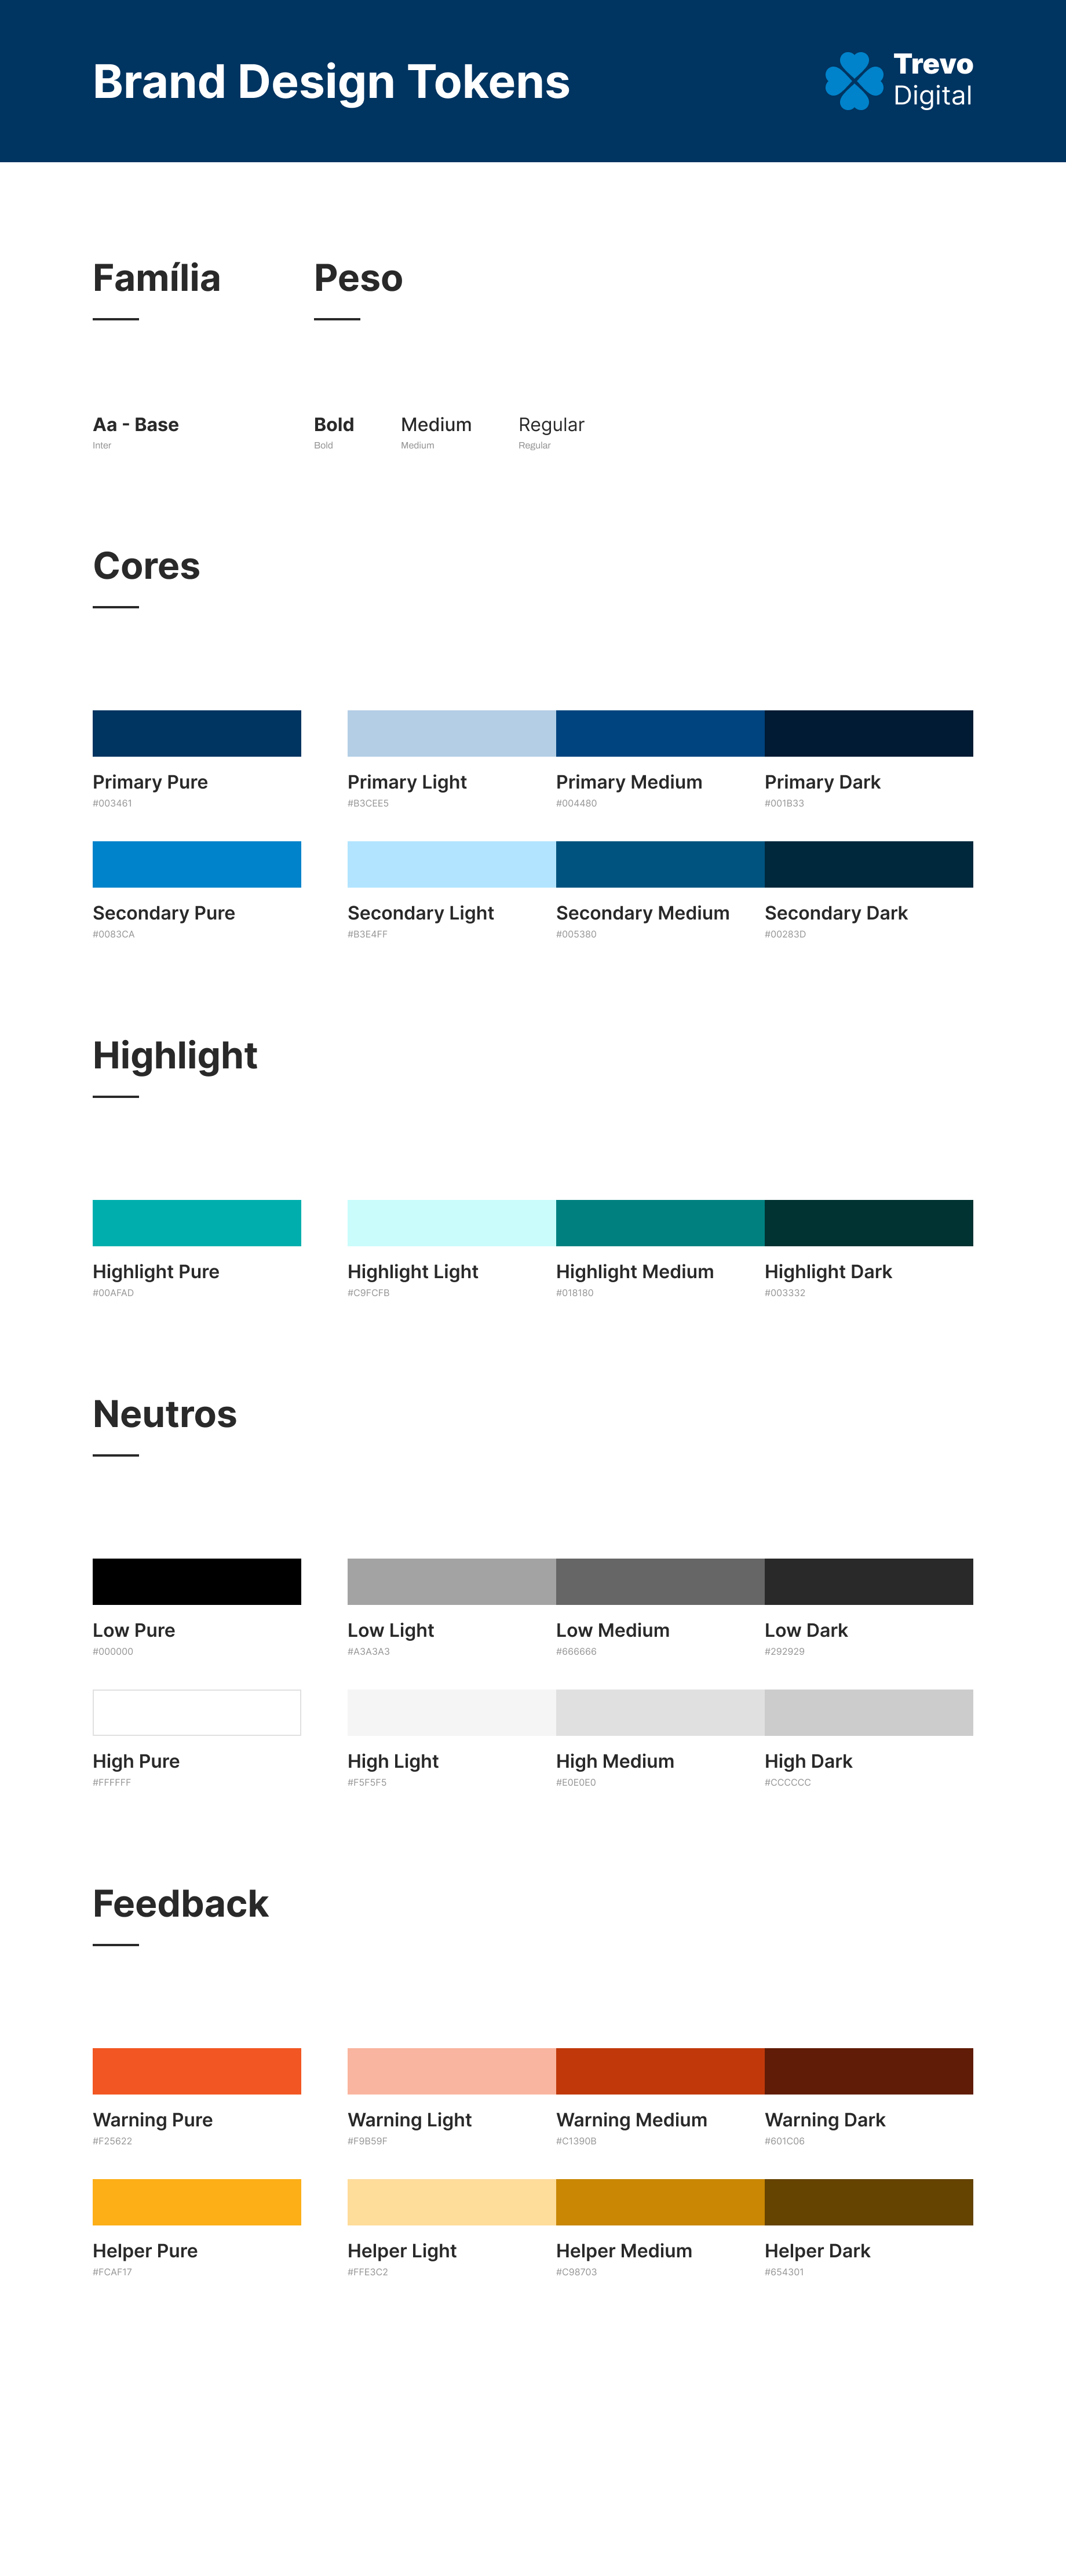 Brand Design Tokens
Trevo
Digital
Família
Peso
Aa - Base
Inter
Bold
Medium
Regular
Bold
Medium
Regular
Cores
Primary Pure
#003461
Primary Light
#B3CEE5
Primary Medium
#004480
Primary Dark
#001B33
Secondary Pure
#0083CA
Secondary Light
#B3E4FF
Secondary Medium
#005380
Secondary Dark
#00283D
Highlight
Highlight Pure
#00AFAD
Highlight Light
#C9FCFB
Highlight Medium
#018180
Highlight Dark
#003332
Neutros
Low Pure
#000000
Low Light
#A3A3A3
Low Medium
#666666
Low Dark
#292929
High Pure
#FFFFFF
High Light
#F5F5F5
High Medium
#E0E0E0
High Dark
#CCCCCC
Feedback
Warning Pure
#F25622
Warning Light
#F9B59F
Warning Medium
#C1390B
Warning Dark
#601C06
Helper Pure
#FCAF17
Helper Light
#FFE3C2
Helper Medium
#C98703
Helper Dark
#654301